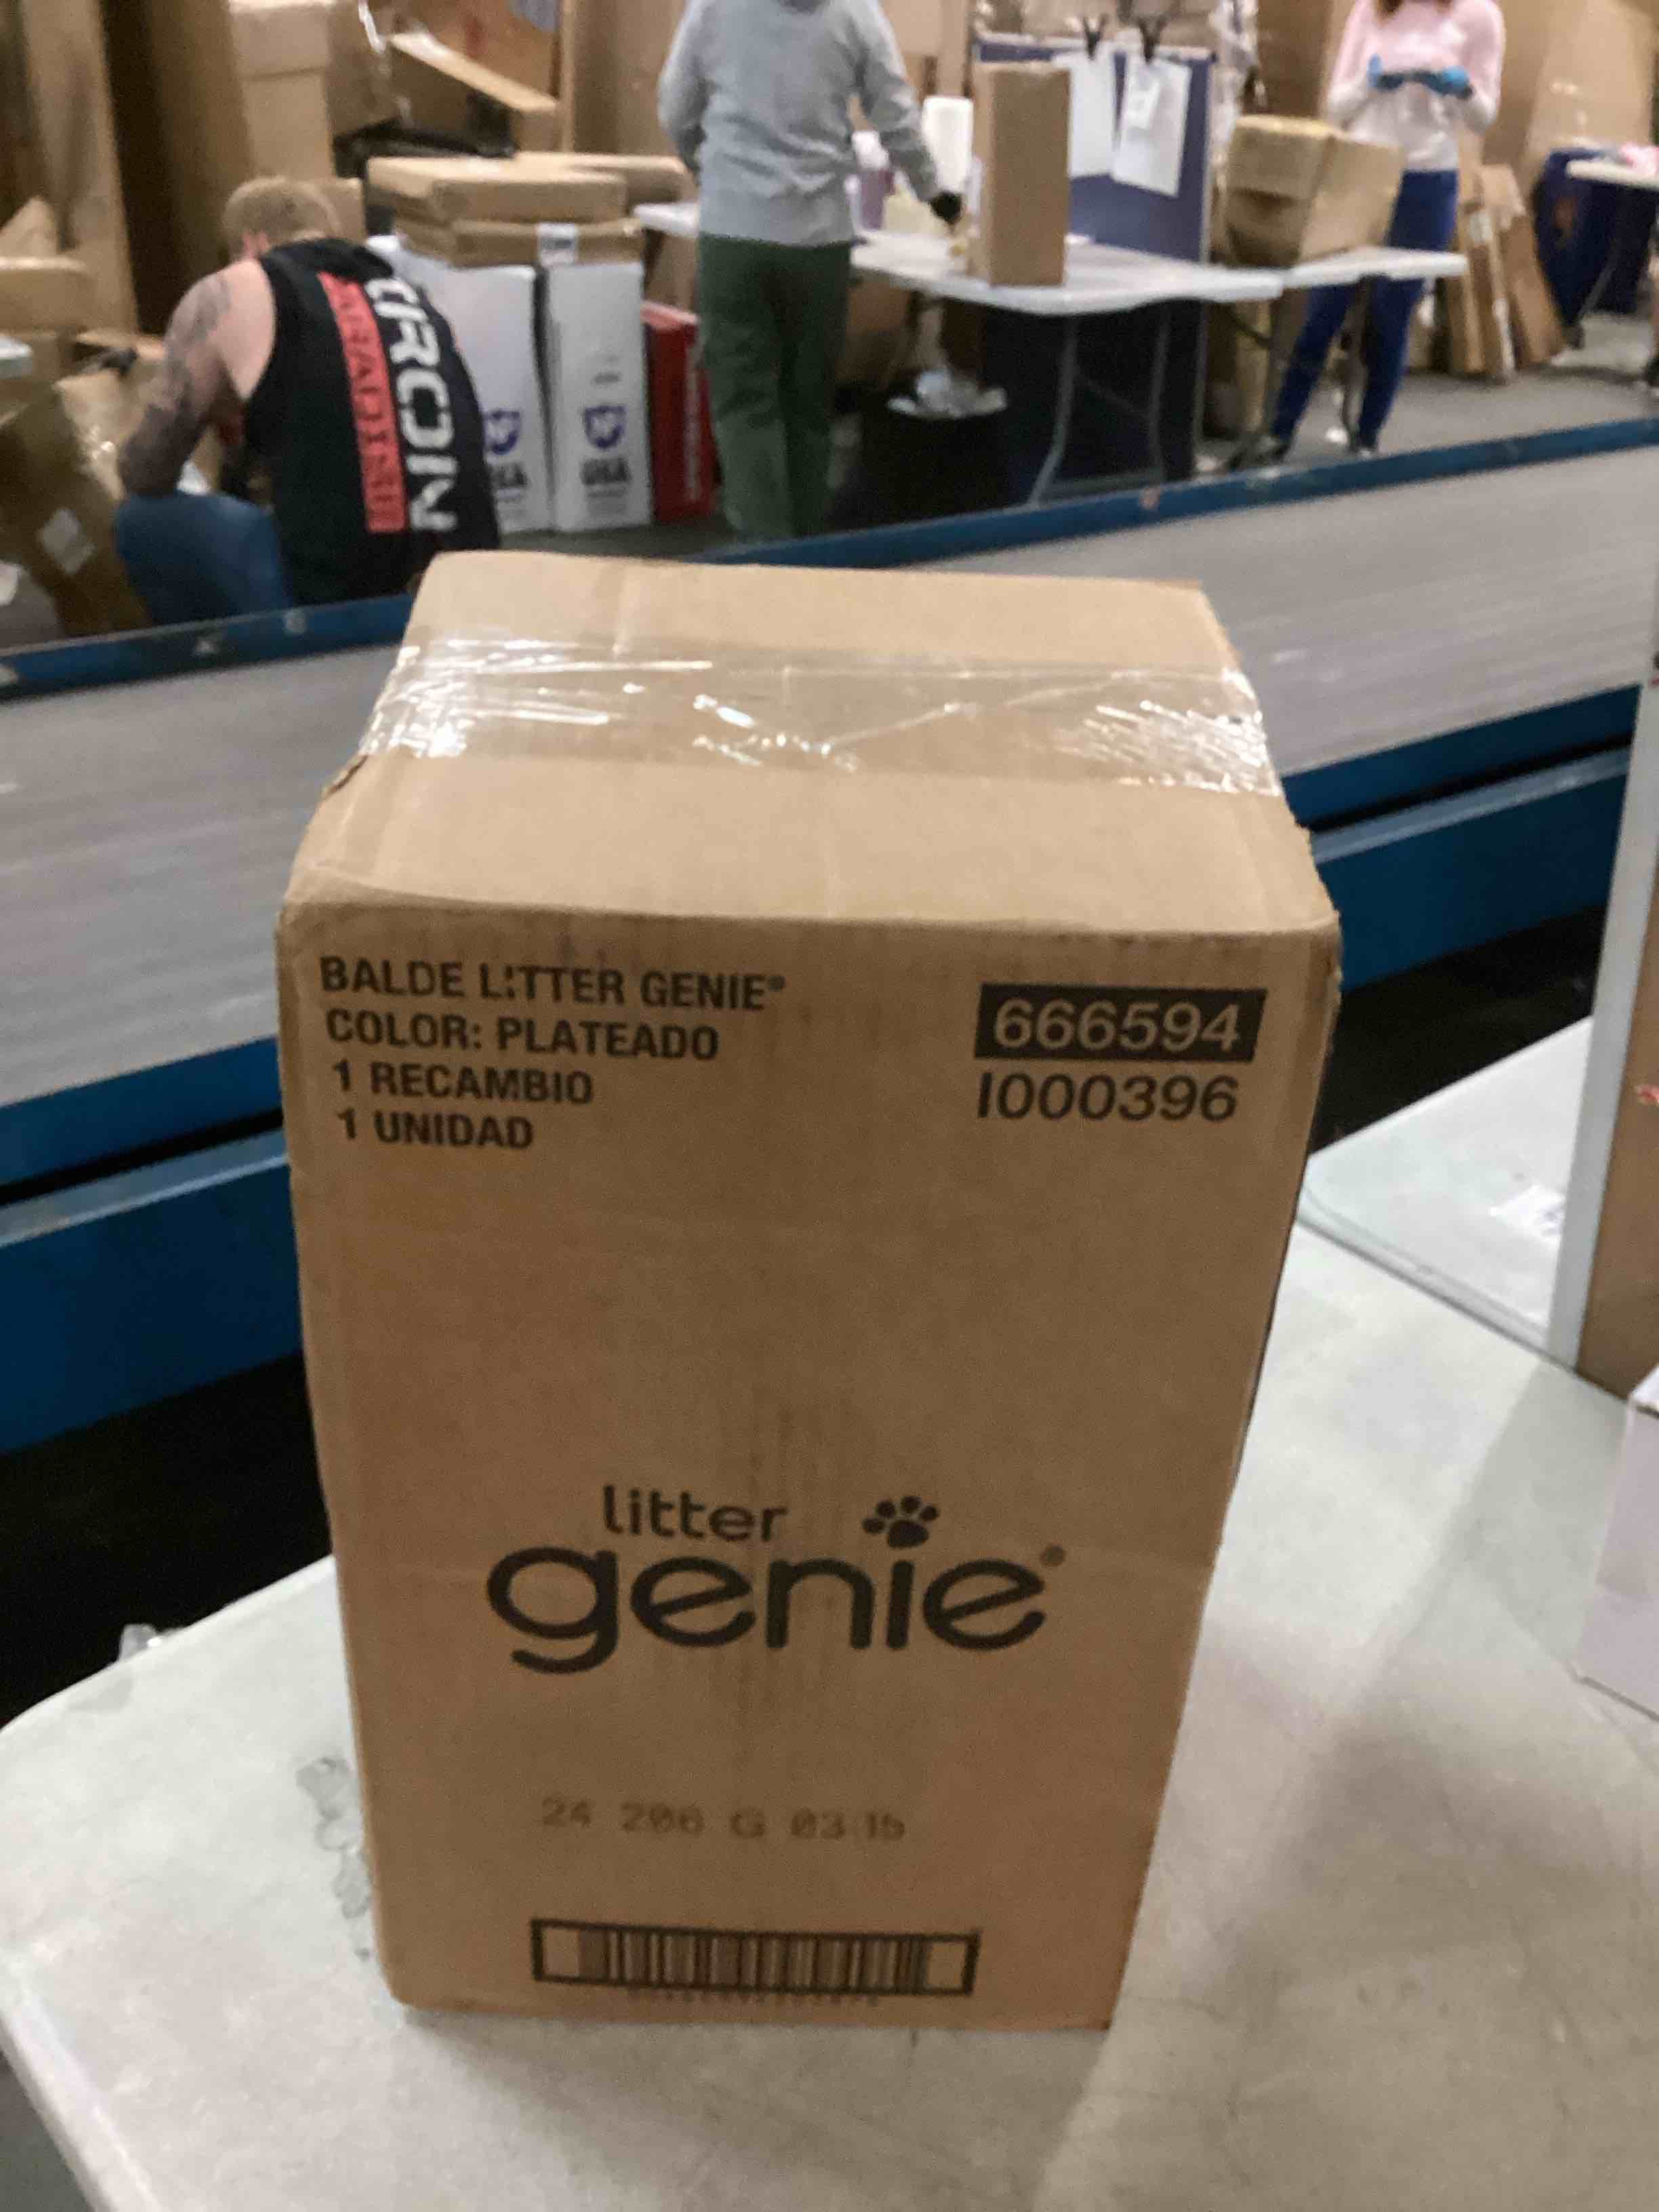 BALDE LITTER GENIE®
COLOR: PLATEADO
1 RECAMBIO
1 UNIDAD
666594
I000396
litter
genie®
24 206 G 03:15